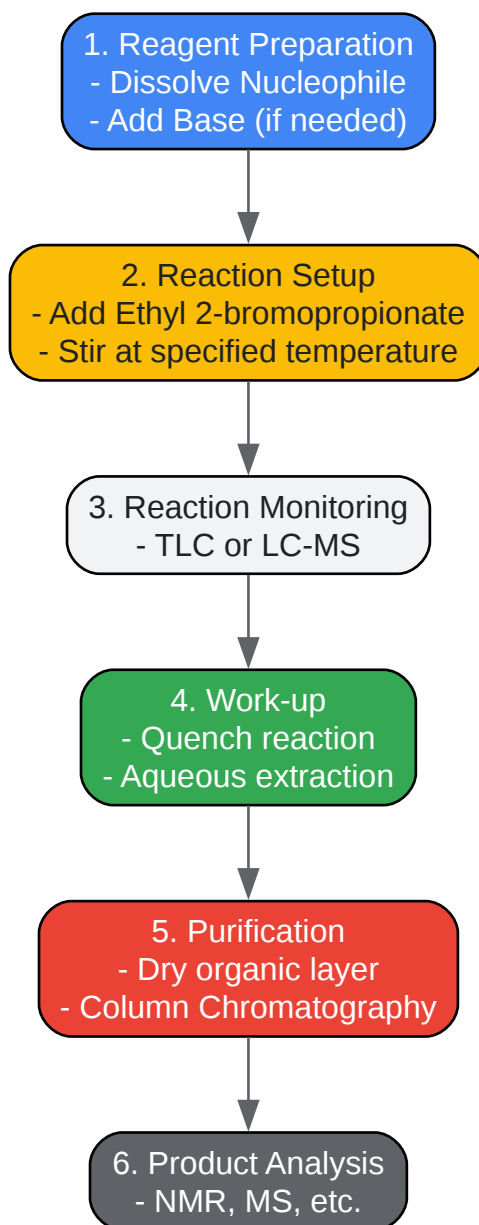 1. Reagent Preparation
- Dissolve Nucleophile
- Add Base (if needed)
2. Reaction Setup
- Add Ethyl 2-bromopropionate
- Stir at specified temperature
3. Reaction Monitoring
- TLC or LC-MS
4. Work-up
- Quench reaction
- Aqueous extraction
5. Purification
- Dry organic layer
- Column Chromatography
6. Product Analysis
- NMR, MS, etc.